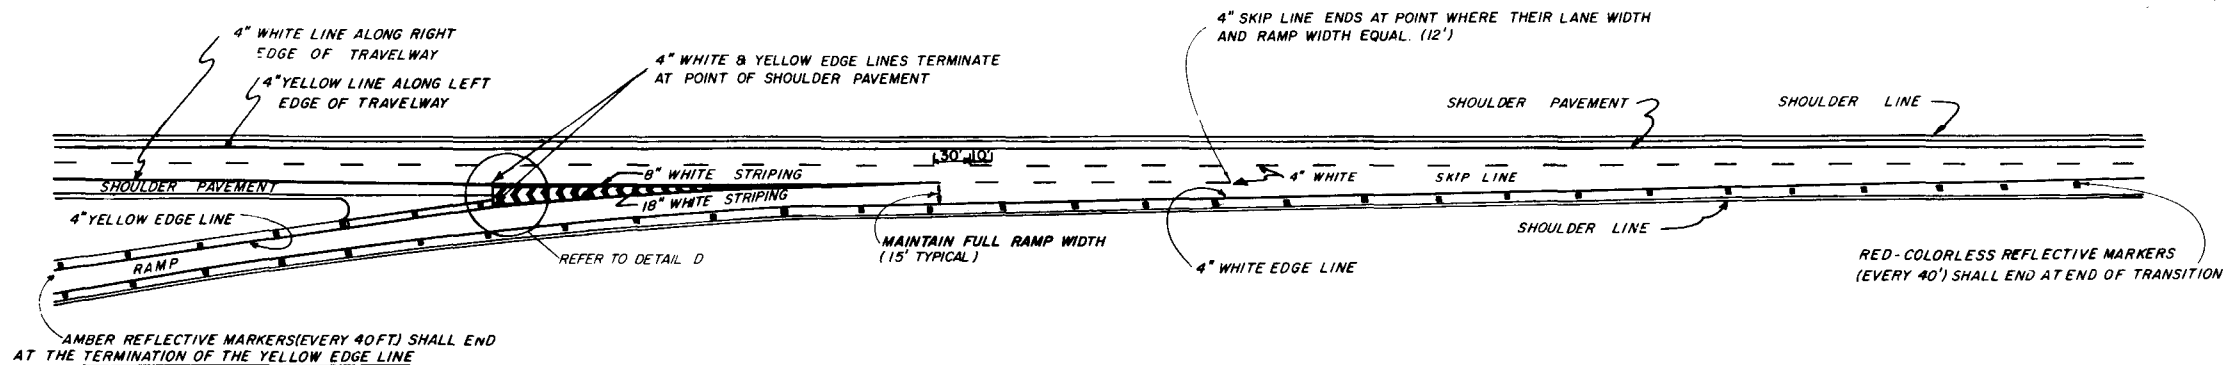 4" WHITE LINE ALONG RIGHT
EDGE OF TRAVELWAY
4" YELLOW LINE ALONG LEFT
EDGE OF TRAVELWAY
4" WHITE & YELLOW EDGE LINES TERMINATE
AT POINT OF SHOULDER PAVEMENT
4" SKIP LINE ENDS AT POINT WHERE THEIR LANE WIDTH
AND RAMP WIDTH EQUAL. (12')
SHOULDER PAVEMENT
SHOULDER LINE
30' 10'
8" WHITE STRIPING
4" WHITE SKIP LINE
SHOULDER PAVEMENT
18" WHITE STRIPING
4" YELLOW EDGE LINE
SHOULDER LINE
MAINTAIN FULL RAMP WIDTH
(15' TYPICAL)
RAMP
REFER TO DETAIL D
4" WHITE EDGE LINE
RED-COLORLESS REFLECTIVE MARKERS
(EVERY 40') SHALL END AT END OF TRANSITION
AMBER REFLECTIVE MARKERS (EVERY 40 FT.) SHALL END
AT THE TERMINATION OF THE YELLOW EDGE LINE